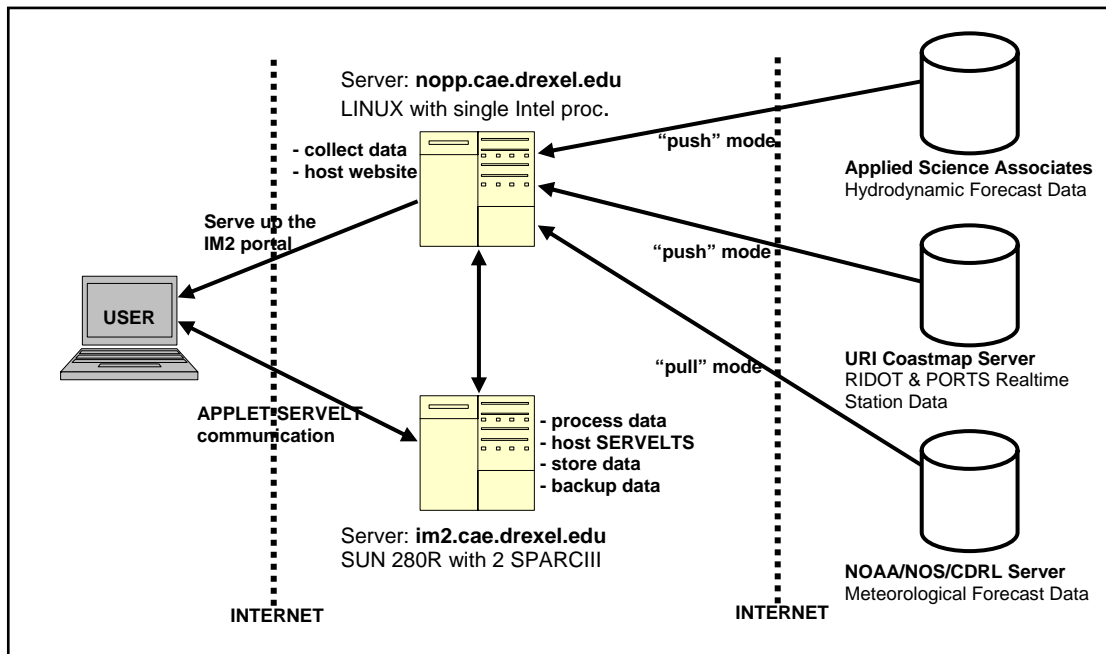 Server: nopp.cae.drexel.edu
LINUX with single Intel proc.
- collect data
- host website
"push" mode
Applied Science Associates
Hydrodynamic Forecast Data
Serve up the
IM2 portal
"push" mode
USER
URI Coastmap Server
RIDOT & PORTS Realtime
Station Data
"pull" mode
APPLET SERVELT
communication
- process data
- host SERVELTS
- store data
- backup data
Server: im2.cae.drexel.edu
SUN 280R with 2 SPARCIII
NOAA/NOS/CDRL Server
Meteorological Forecast Data
INTERNET
INTERNET